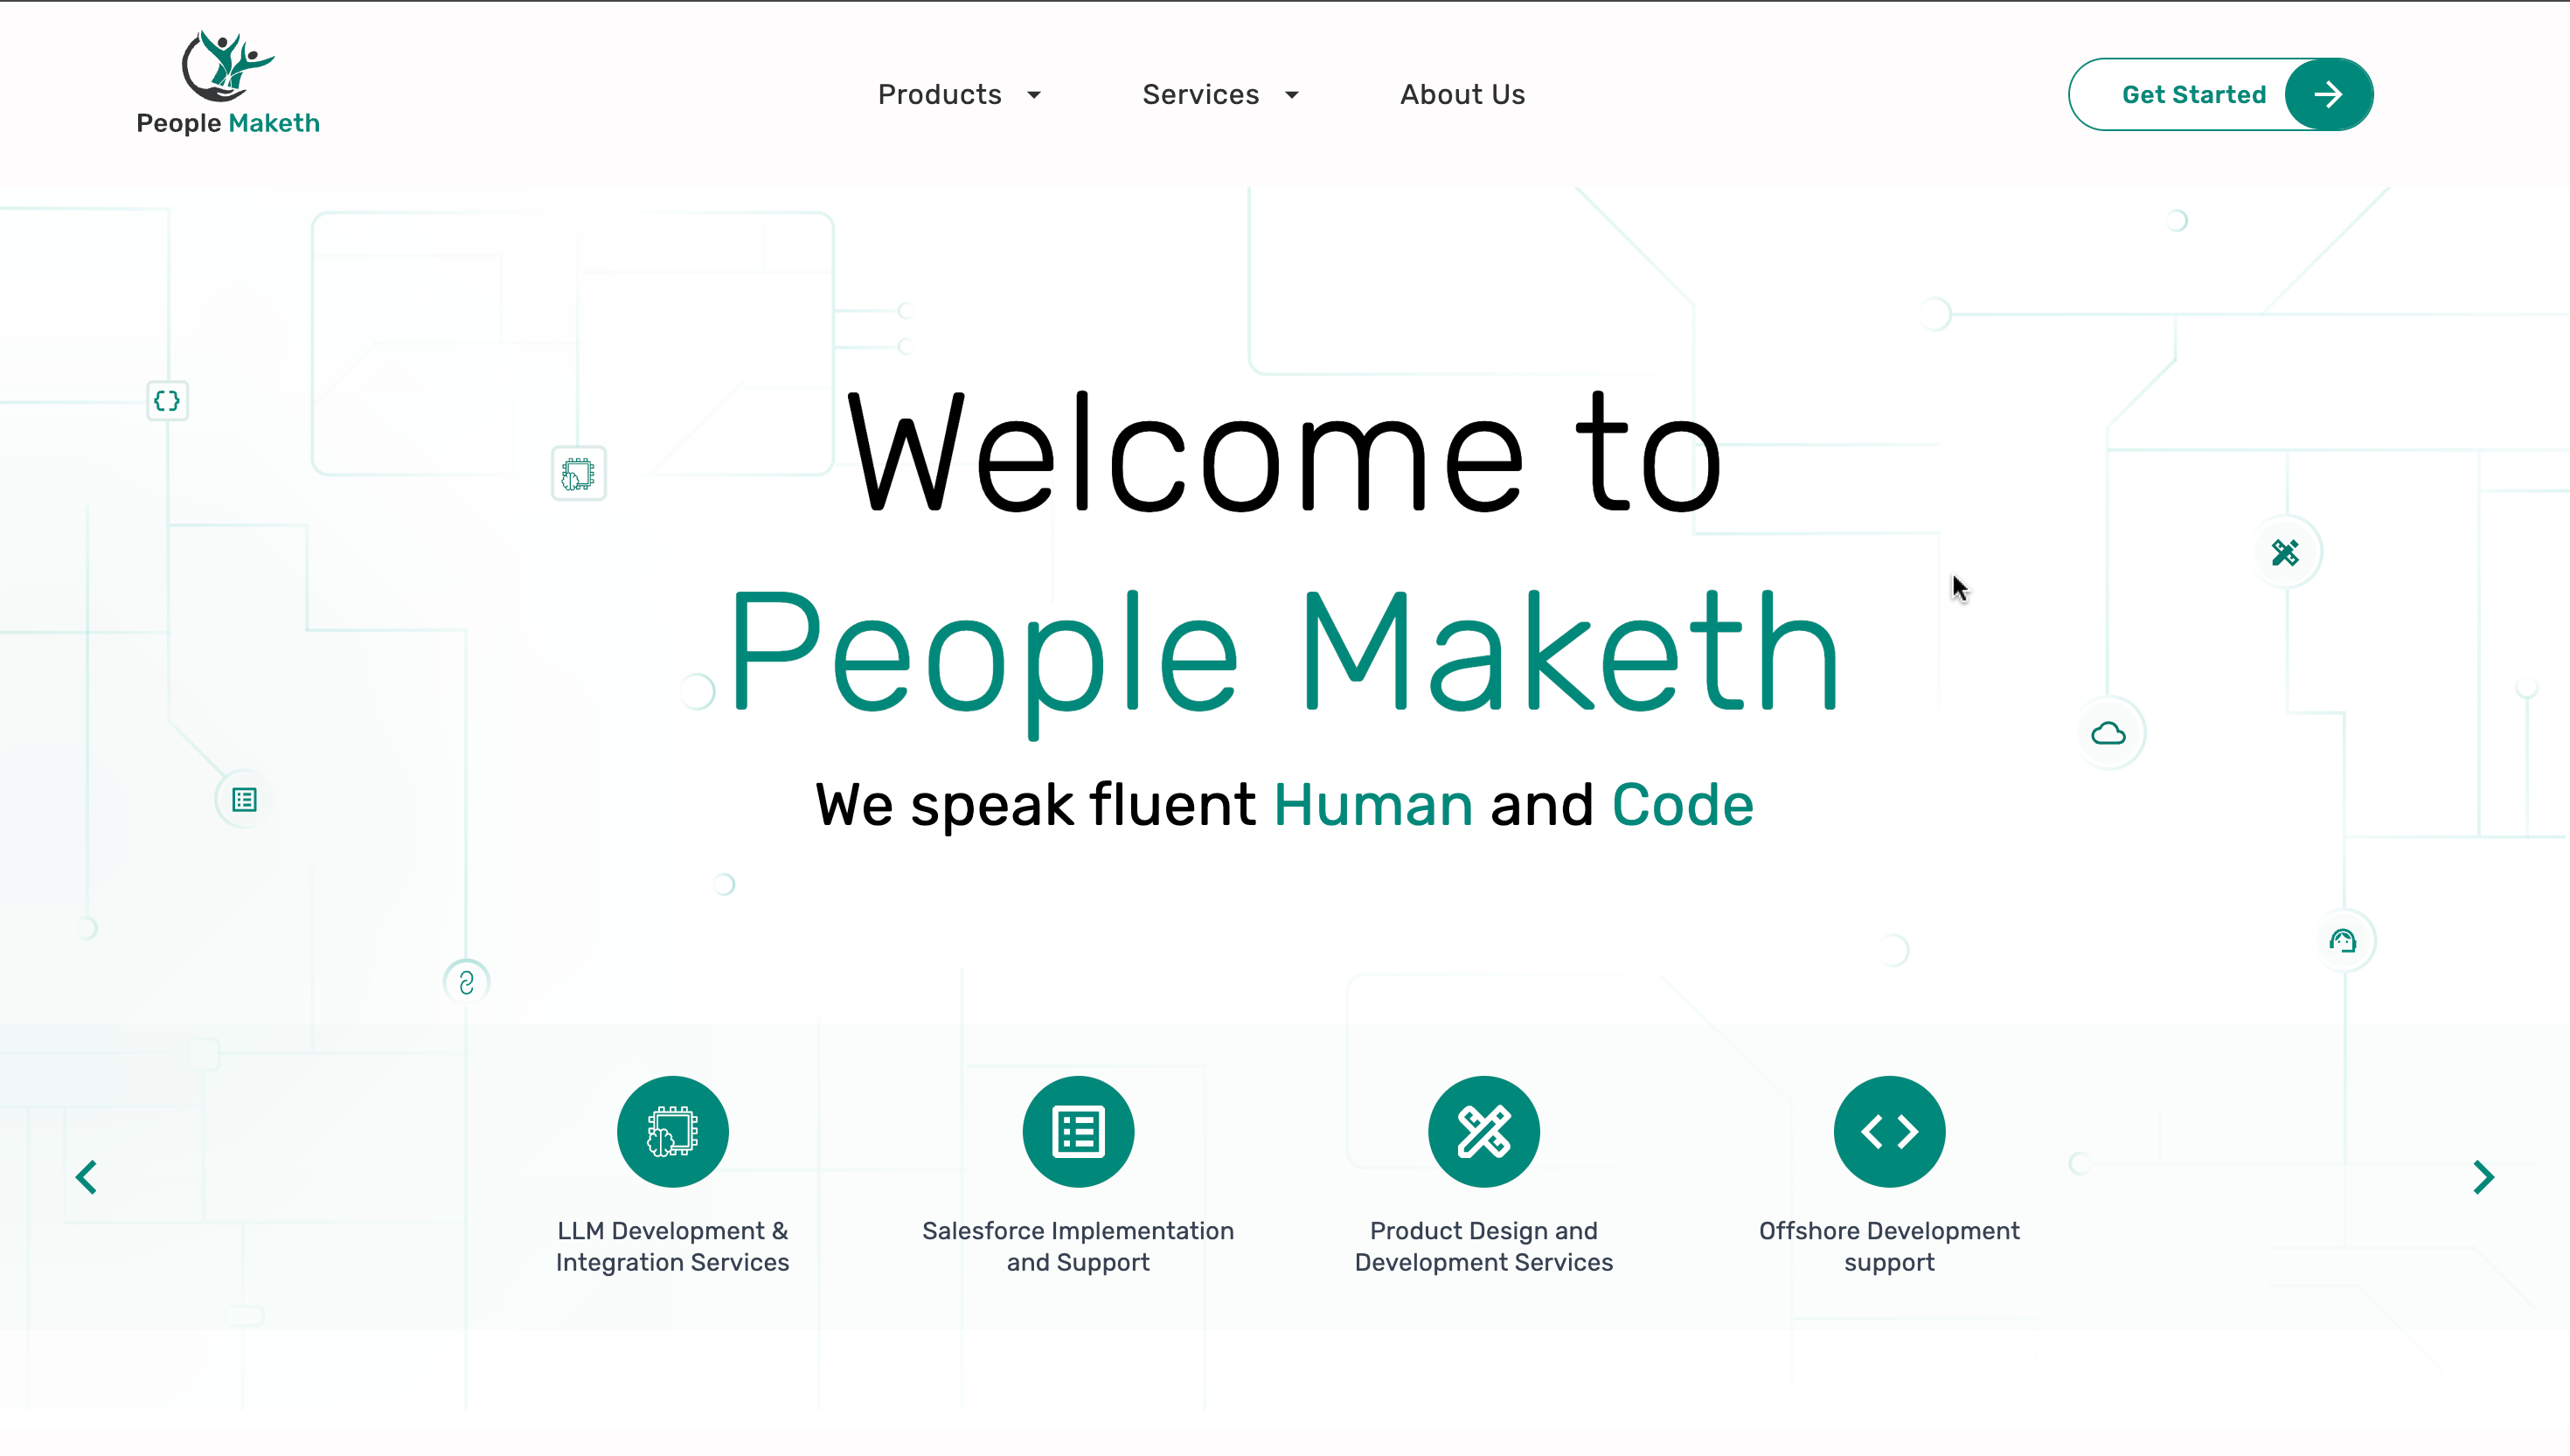 People Maketh
Products
Services
About Us
Get Started
Welcome to
People Maketh
We speak fluent Human and Code
LLM Development &
Integration Services
Salesforce Implementation
and Support
Product Design and
Development Services
Offshore Development
support